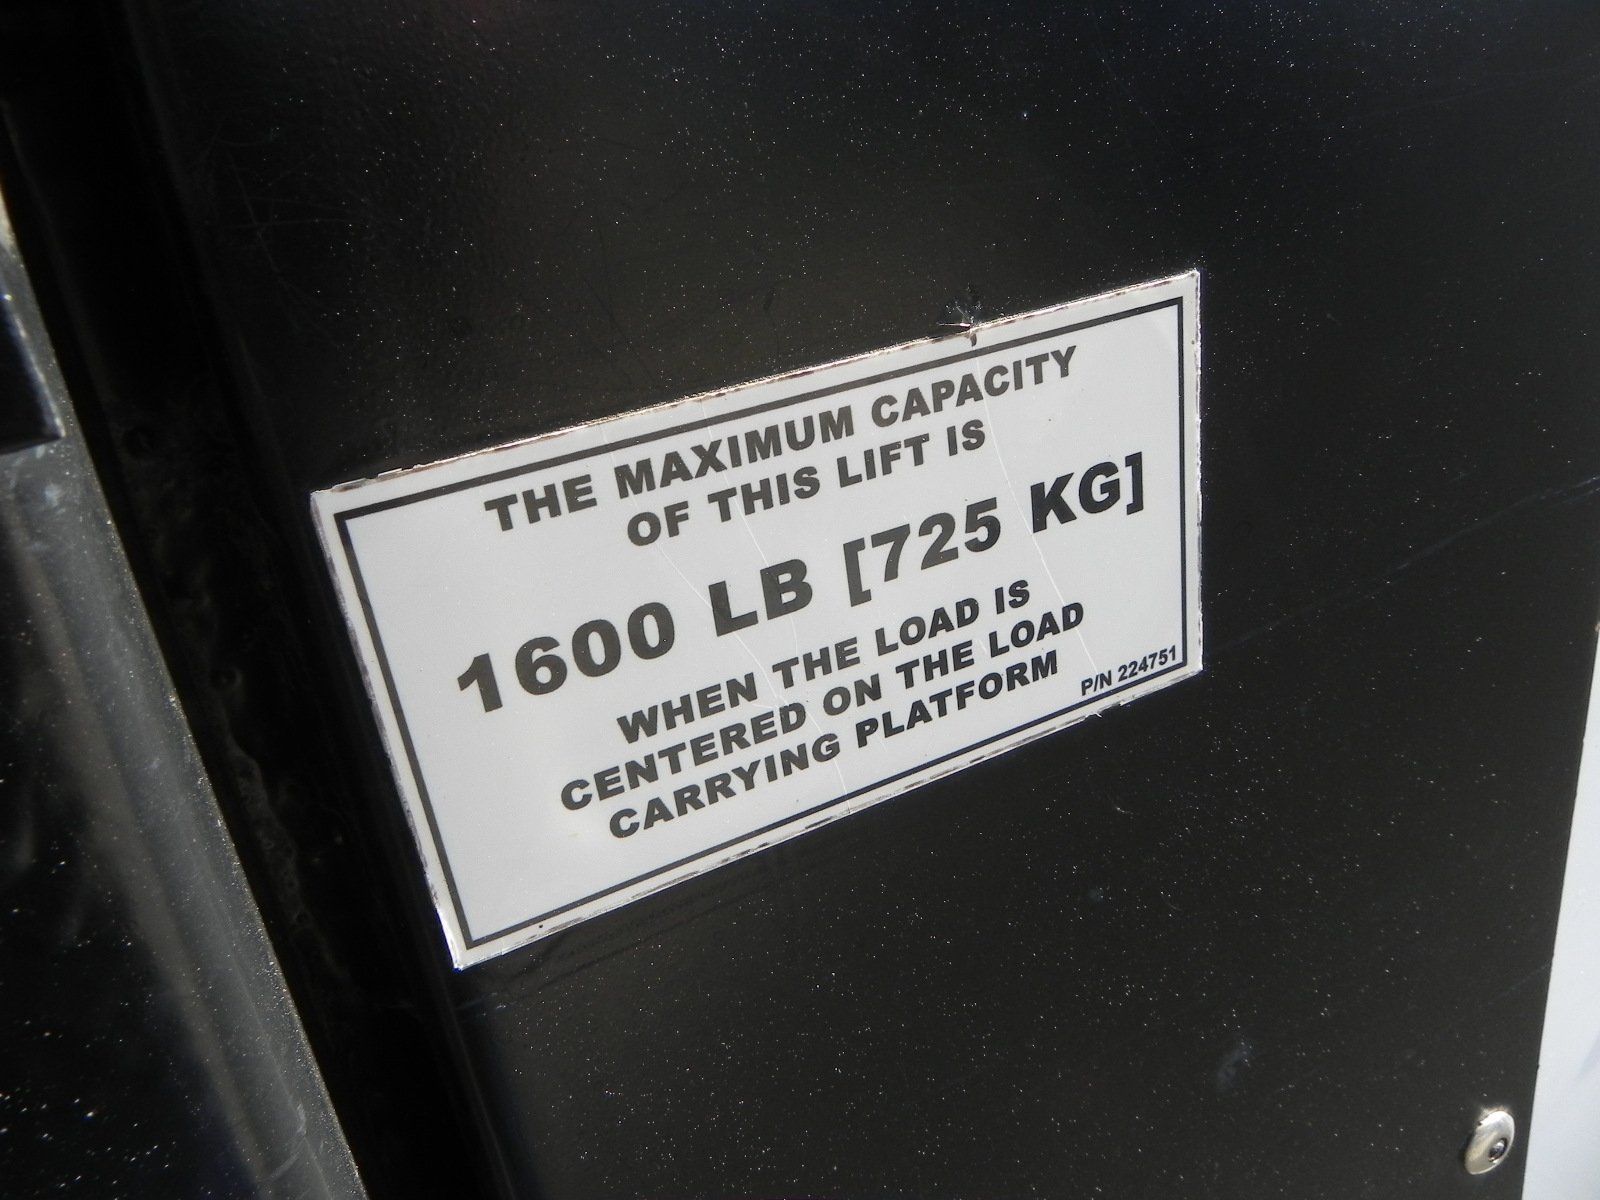 THE MAXIMUM CAPACITY
OF THIS LIFT IS
1600 LB [725 KG]
WHEN THE LOAD IS
CENTERED ON THE LOAD
CARRYING PLATFORM
P/N 224751